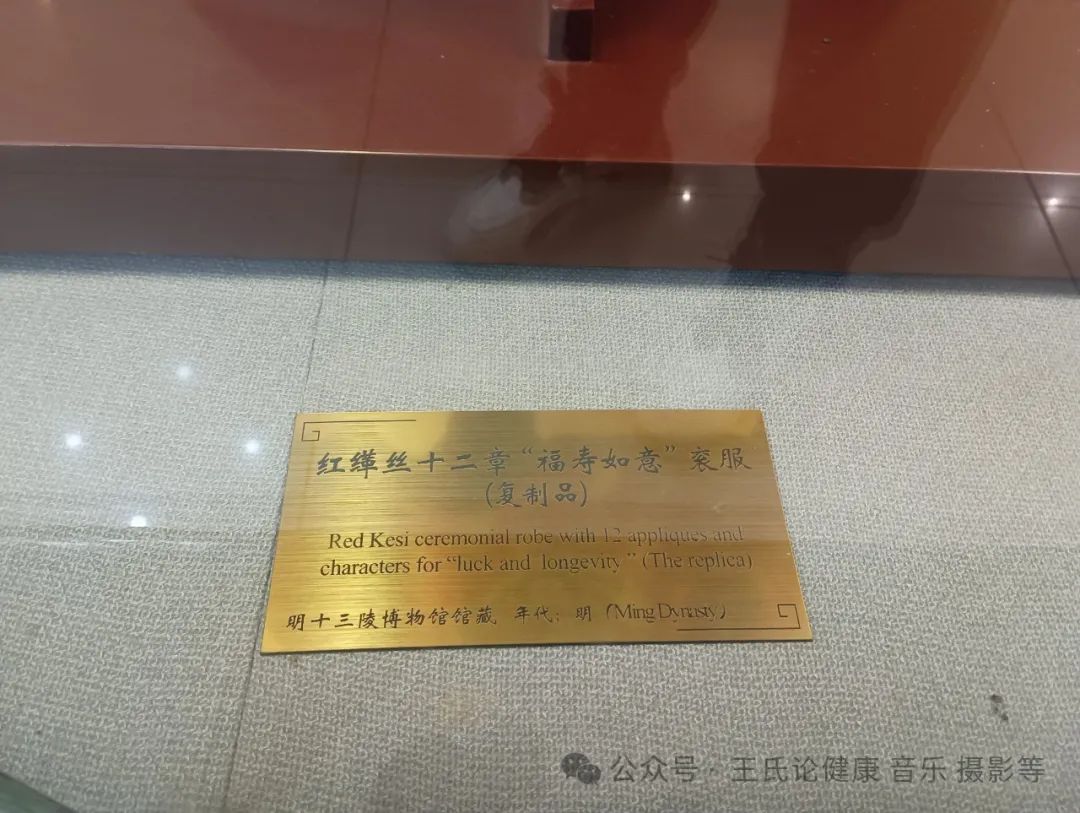 红缂丝十二章“福寿如意”衮服
(复制品)
Red Kesi ceremonial robe with 12 appliques and
characters for “luck and longevity” (The replica)
明十三陵博物馆馆藏 年代：明（Ming Dynasty）
公众号 · 王氏论健康 音乐 摄影等